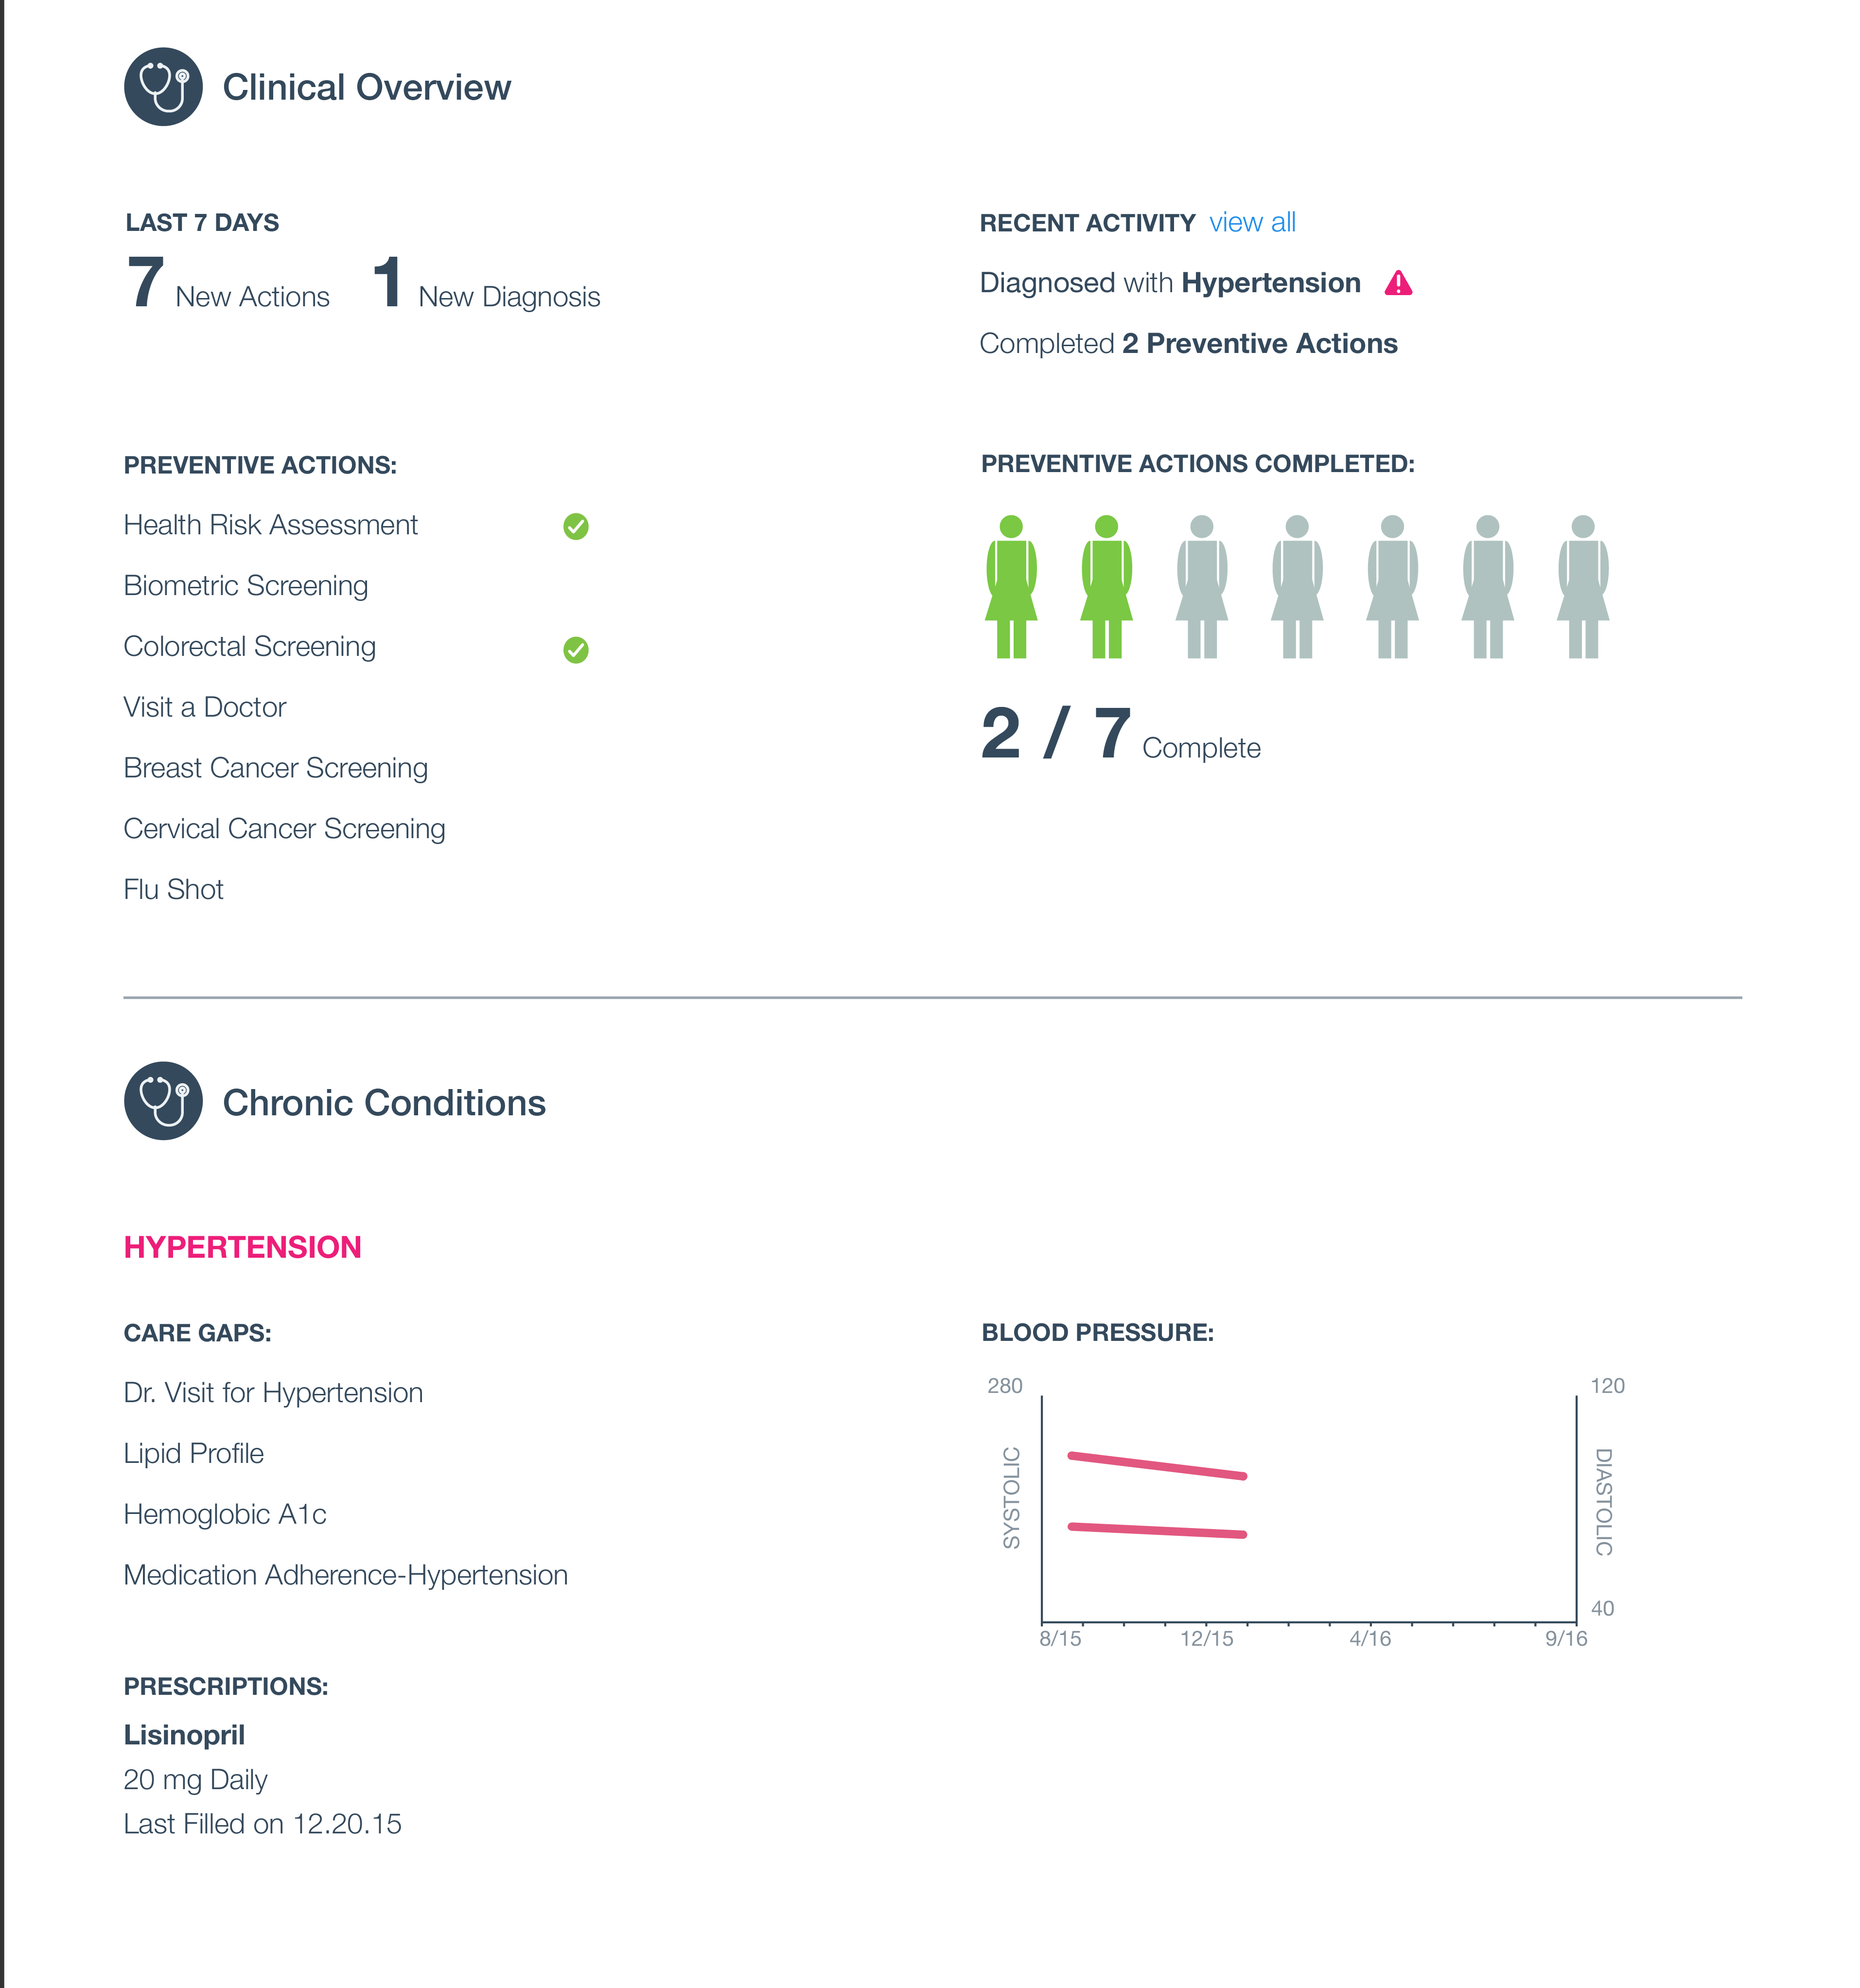 Clinical Overview
LAST 7 DAYS
7 New Actions 1 New Diagnosis
RECENT ACTIVITY view all
Diagnosed with Hypertension
Completed 2 Preventive Actions
PREVENTIVE ACTIONS:
Health Risk Assessment
Biometric Screening
Colorectal Screening
Visit a Doctor
Breast Cancer Screening
Cervical Cancer Screening
Flu Shot
PREVENTIVE ACTIONS COMPLETED:
2 / 7 Complete
Chronic Conditions
HYPERTENSION
CARE GAPS:
Dr. Visit for Hypertension
Lipid Profile
Hemoglobic A1c
Medication Adherence-Hypertension
PRESCRIPTIONS:
Lisinopril
20 mg Daily
Last Filled on 12.20.15
BLOOD PRESSURE:
280
SYSTOLIC
120
DIASTOLIC
40
8/15 12/15 4/16 9/16